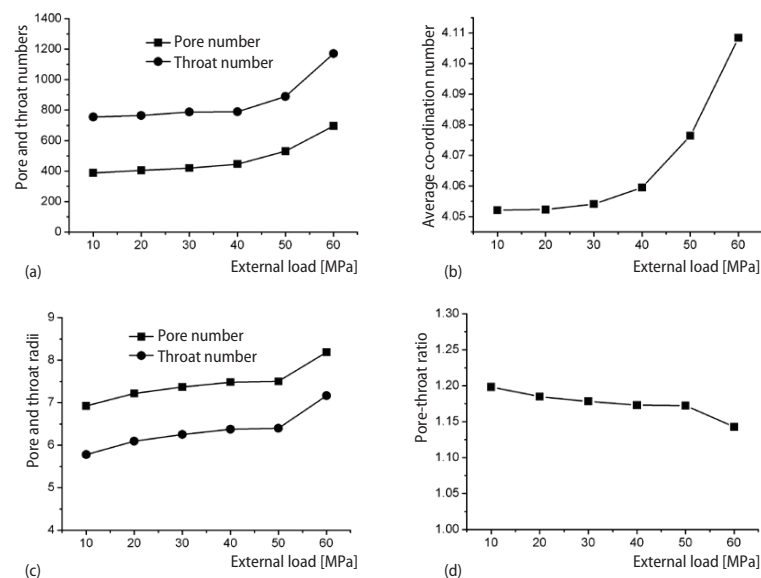 Pore and throat numbers
1400
1200
1000
800
600
400
200
0
Pore number
Throat number
10 20 30 40 50 60
External load [MPa]
(a)
Average co-ordination number
4.11
4.10
4.09
4.08
4.07
4.06
4.05
10 20 30 40 50 60
External load [MPa]
(b)
Pore and throat radii
9
8
7
6
5
4
Pore number
Throat number
10 20 30 40 50 60
External load [MPa]
(c)
Pore-throat ratio
1.30
1.25
1.20
1.15
1.10
1.05
1.00
10 20 30 40 50 60
External load [MPa]
(d)